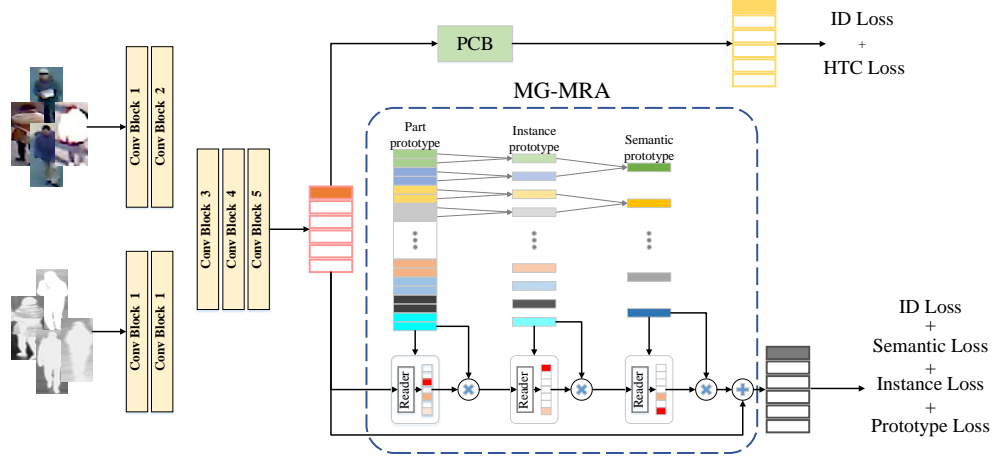 PCB
ID Loss
+
HTC Loss
MG-MRA
Conv Block 1
Conv Block 2
Part
prototype
Instance
prototype
Semantic
prototype
Conv Block 3
Conv Block 4
Conv Block 5
Conv Block 1
Conv Block 1
Reader
Reader
Reader
ID Loss
+
Semantic Loss
+
Instance Loss
+
Prototype Loss